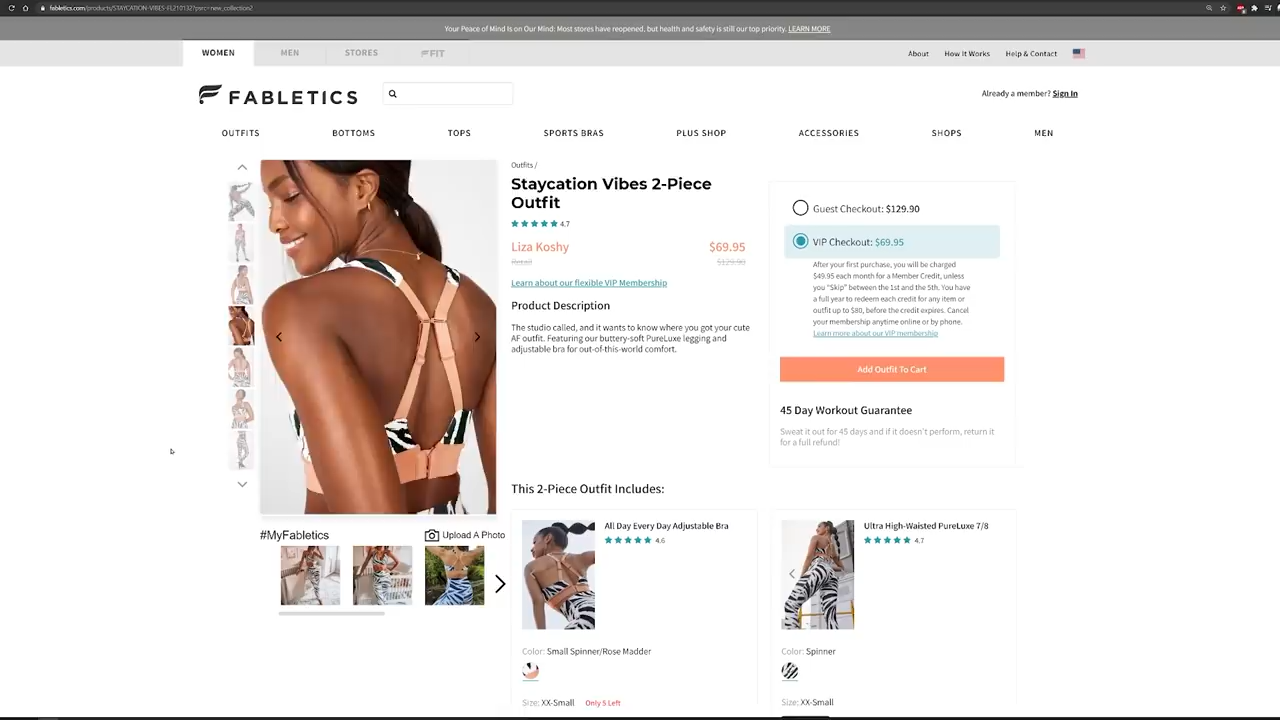 fabletics.com/products/STAYCATION-VIBES-FL210132?psrc=new_collection2
Your Peace of Mind Is on Our Mind: Most stores have reopened, but health and safety is still our top priority. LEARN MORE
WOMEN MEN STORES FIT
About How It Works Help & Contact
FABLETICS
Already a member? Sign In
OUTFITS BOTTOMS TOPS SPORTS BRAS PLUS SHOP ACCESSORIES SHOPS MEN
Outfits /
Staycation Vibes 2-Piece
Outfit
4.7
Liza Koshy $69.95
Retail $129.90
Learn about our flexible VIP Membership
Product Description
The studio called, and it wants to know where you got your cute
AF outfit. Featuring our buttery-soft PureLuxe legging and
adjustable bra for out-of-this-world comfort.
Guest Checkout: $129.90
VIP Checkout: $69.95
After your first purchase, you will be charged
$49.95 each month for a Member Credit, unless
you "Skip" between the 1st and the 5th. You have
a full year to redeem each credit for any item or
outfit up to $80, before the credit expires. Cancel
your membership anytime online or by phone.
Learn more about our VIP membership
Add Outfit To Cart
45 Day Workout Guarantee
Sweat it out for 45 days and if it doesn't perform, return it
for a full refund!
#MyFabletics Upload A Photo
This 2-Piece Outfit Includes:
All Day Every Day Adjustable Bra
4.6
Color: Small Spinner/Rose Madder
Size: XX-Small Only 5 Left
Ultra High-Waisted PureLuxe 7/8
4.7
Color: Spinner
Size: XX-Small